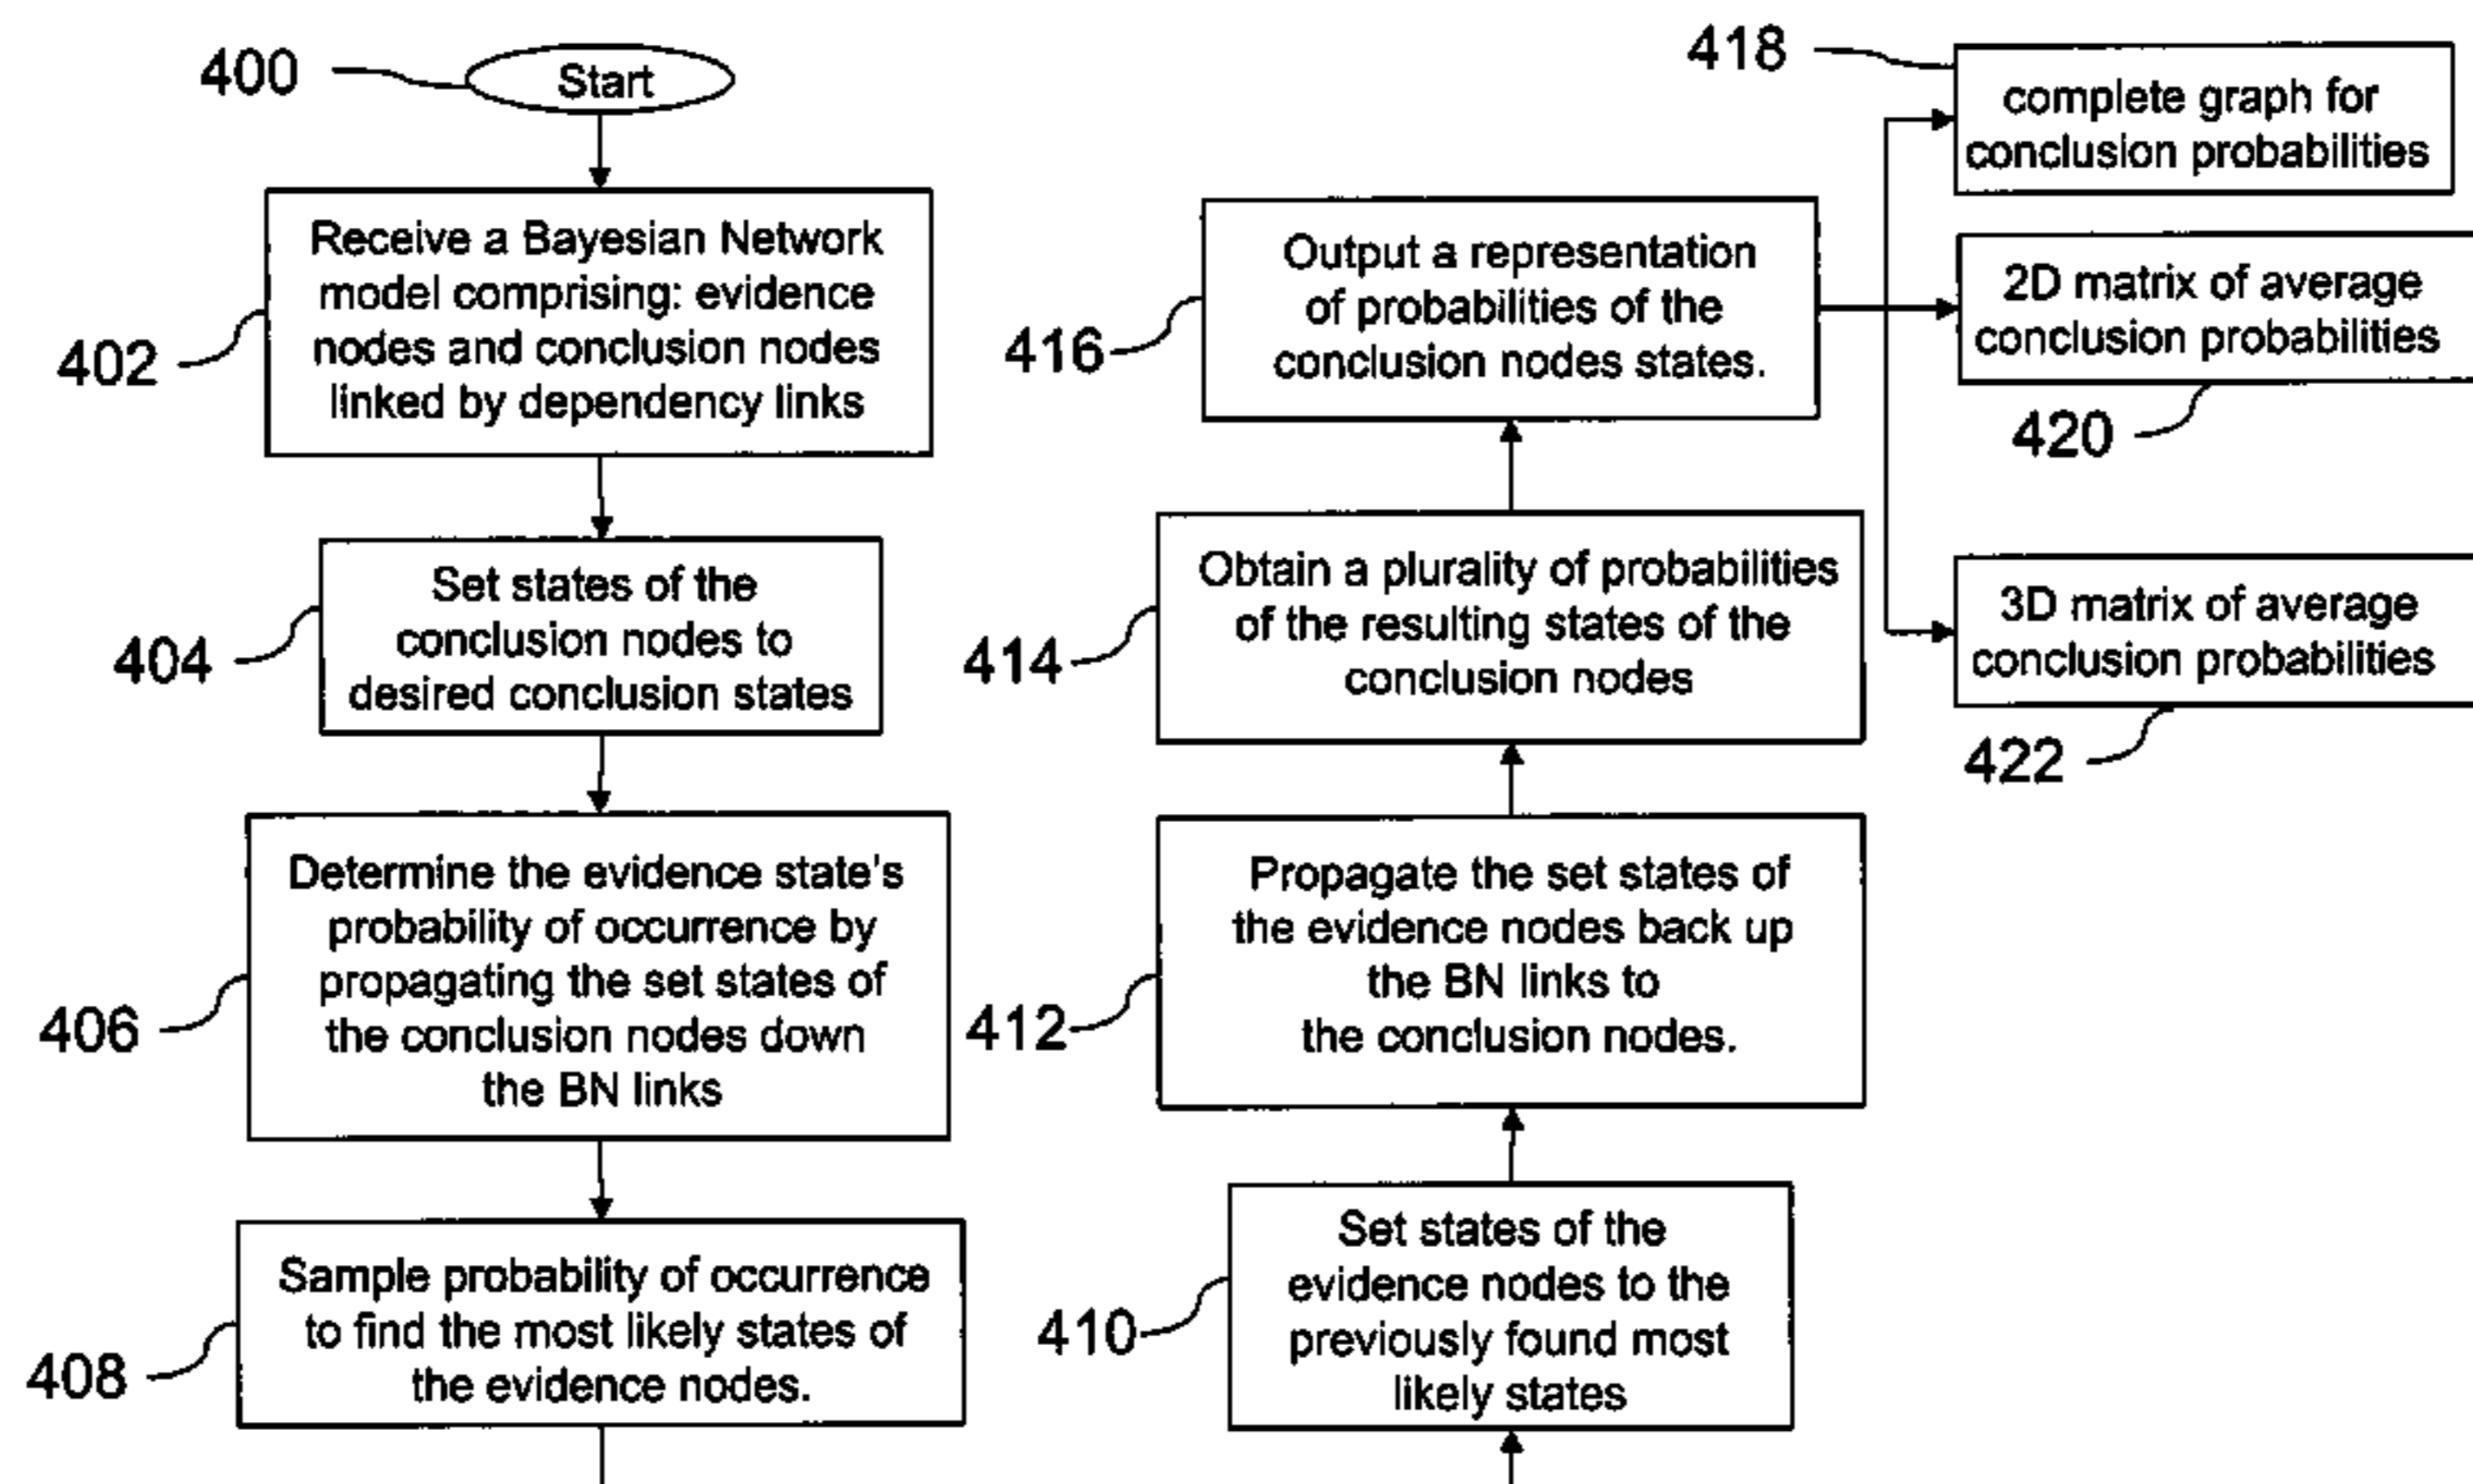 400
Start
402
Receive a Bayesian Network
model comprising: evidence
nodes and conclusion nodes
linked by dependency links
404
Set states of the
conclusion nodes to
desired conclusion states
406
Determine the evidence state's
probability of occurrence by
propagating the set states of
the conclusion nodes down
the BN links
408
Sample probability of occurrence
to find the most likely states of
the evidence nodes.
410
Set states of the
evidence nodes to the
previously found most
likely states
412
Propagate the set states of
the evidence nodes back up
the BN links to
the conclusion nodes.
414
Obtain a plurality of probabilities
of the resulting states of the
conclusion nodes
416
Output a representation
of probabilities of the
conclusion nodes states.
418
complete graph for
conclusion probabilities
2D matrix of average
conclusion probabilities
420
3D matrix of average
conclusion probabilities
422